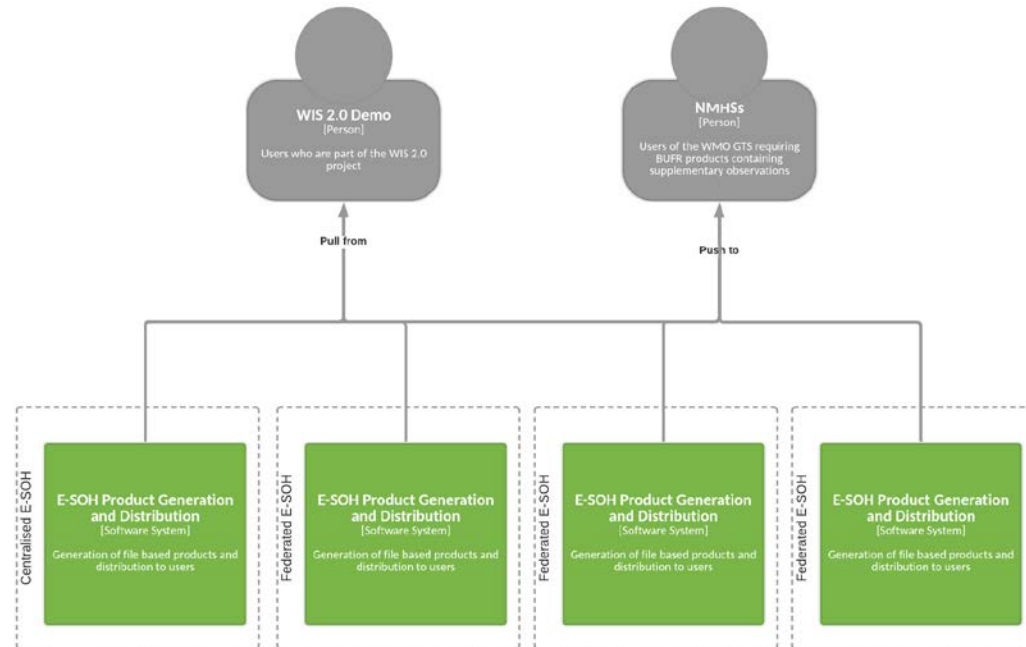 WIS 2.0 Demo
[Person]
Users who are part of the WIS 2.0
project
NMHSs
[Person]
Users of the WMO GTS requiring
BUFR products containing
supplementary observations
Pull from
Push to
Centralised E-SOH
E-SOH Product Generation
and Distribution
[Software System]
Generation of file based products and
distribution to users
Federated E-SOH
E-SOH Product Generation
and Distribution
[Software System]
Generation of file based products and
distribution to users
Federated E-SOH
E-SOH Product Generation
and Distribution
[Software System]
Generation of file based products and
distribution to users
Federated E-SOH
E-SOH Product Generation
and Distribution
[Software System]
Generation of file based products and
distribution to users